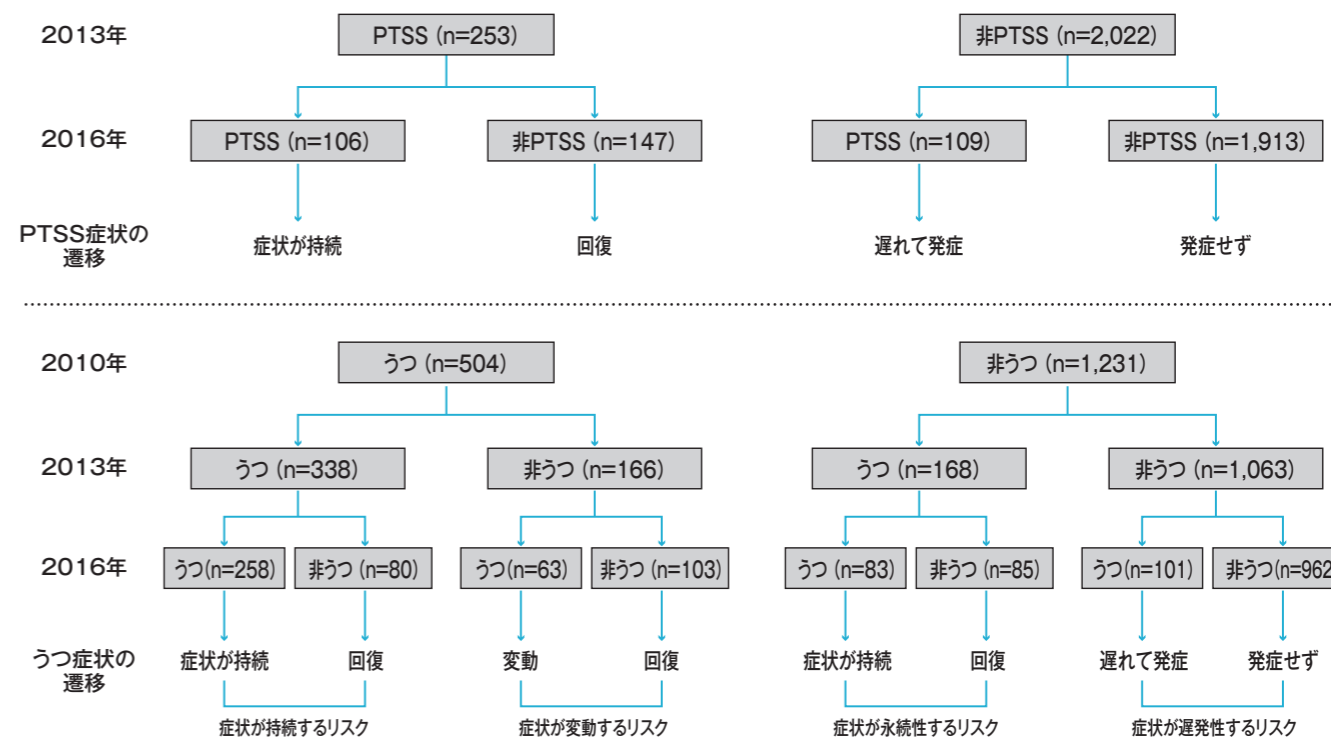 2013年 PTSS (n=253) 非PTSS (n=2,022)
2016年 PTSS (n=106) 非PTSS (n=147) PTSS (n=109) 非PTSS (n=1,913)
PTSS症状の
遷移
症状が持続 回復 遅れて発症 発症せず
2010年 うつ (n=504) 非うつ (n=1,231)
2013年 うつ (n=338) 非うつ (n=166) うつ (n=168) 非うつ (n=1,063)
2016年 うつ(n=258) 非うつ (n=80) うつ(n=63) 非うつ (n=103) うつ (n=83) 非うつ (n=85) うつ(n=101) 非うつ(n=962
うつ症状の
遷移
症状が持続 回復 変動 回復 症状が持続 回復 遅れて発症 発症せず
症状が持続するリスク 症状が変動するリスク 症状が永続性するリスク 症状が遅発性するリスク